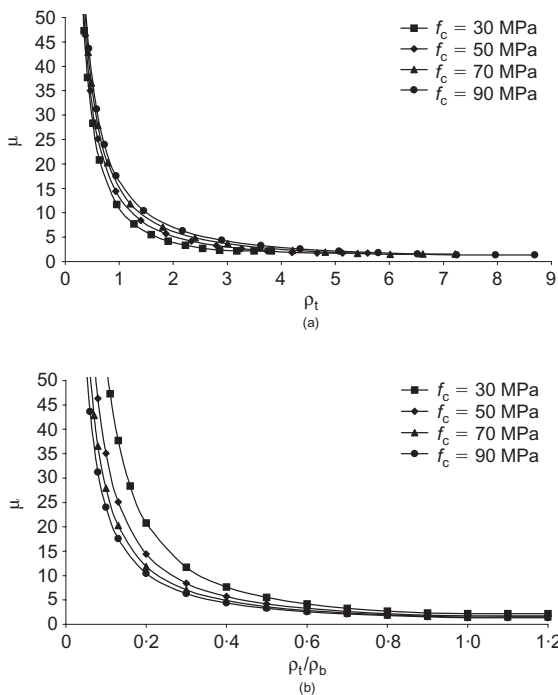 50
45
40
35
30
25
20
15
10
5
0
μ
0 1 2 3 4 5 6 7 8 9
ρt
(a)
fc = 30 MPa
fc = 50 MPa
fc = 70 MPa
fc = 90 MPa
50
45
40
35
30
25
20
15
10
5
0
μ
0 0·2 0·4 0·6 0·8 1·0 1·2
ρt/ρb
(b)
fc = 30 MPa
fc = 50 MPa
fc = 70 MPa
fc = 90 MPa